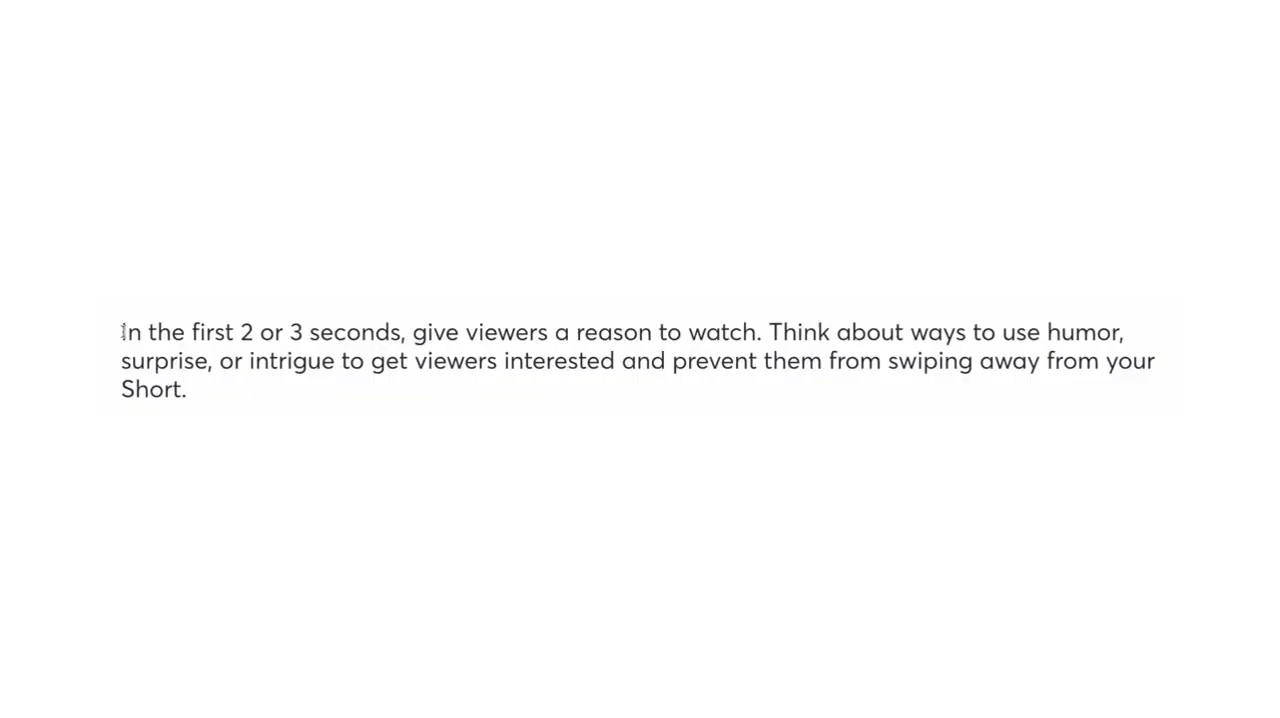 In the first 2 or 3 seconds, give viewers a reason to watch. Think about ways to use humor,
surprise, or intrigue to get viewers interested and prevent them from swiping away from your
Short.